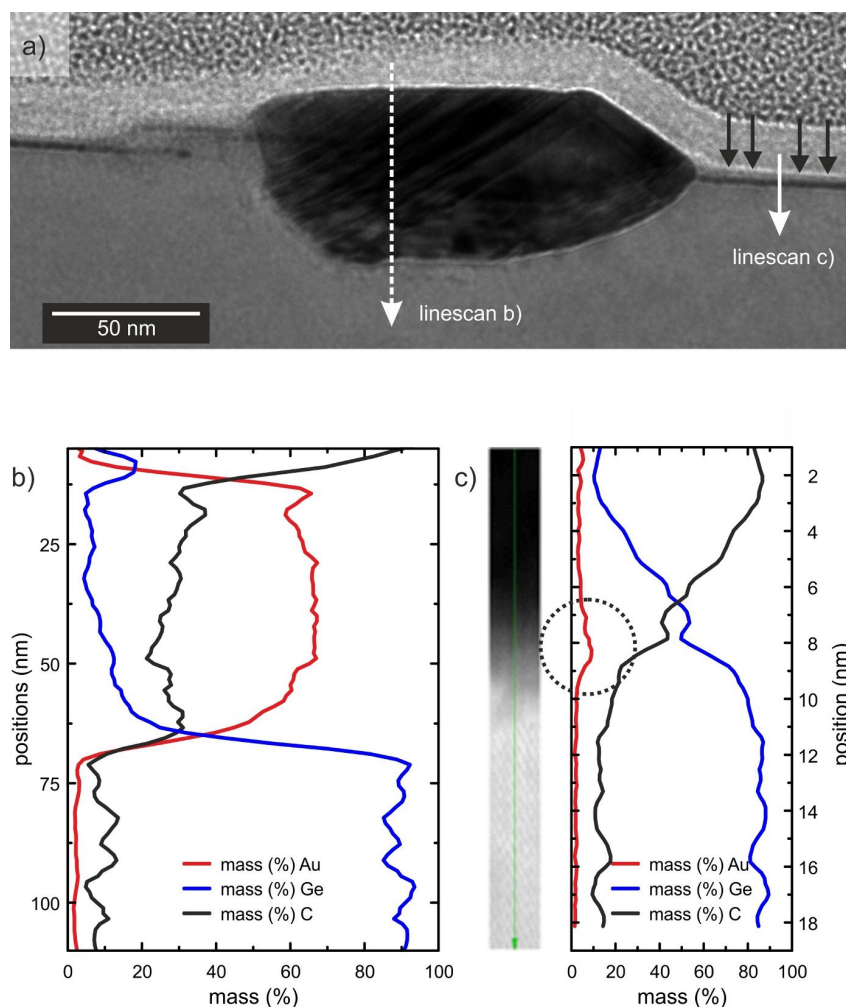 a)
linescan c)
linescan b)
50 nm
b)
positions (nm)
25
50
75
100
mass (%) Au
mass (%) Ge
mass (%) C
0 20 40 60 80 100
mass (%)
c)
2
4
6
8
10
12
14
16
18
position (nm)
mass (%) Au
mass (%) Ge
mass (%) C
0 20 40 60 80 100
mass (%)